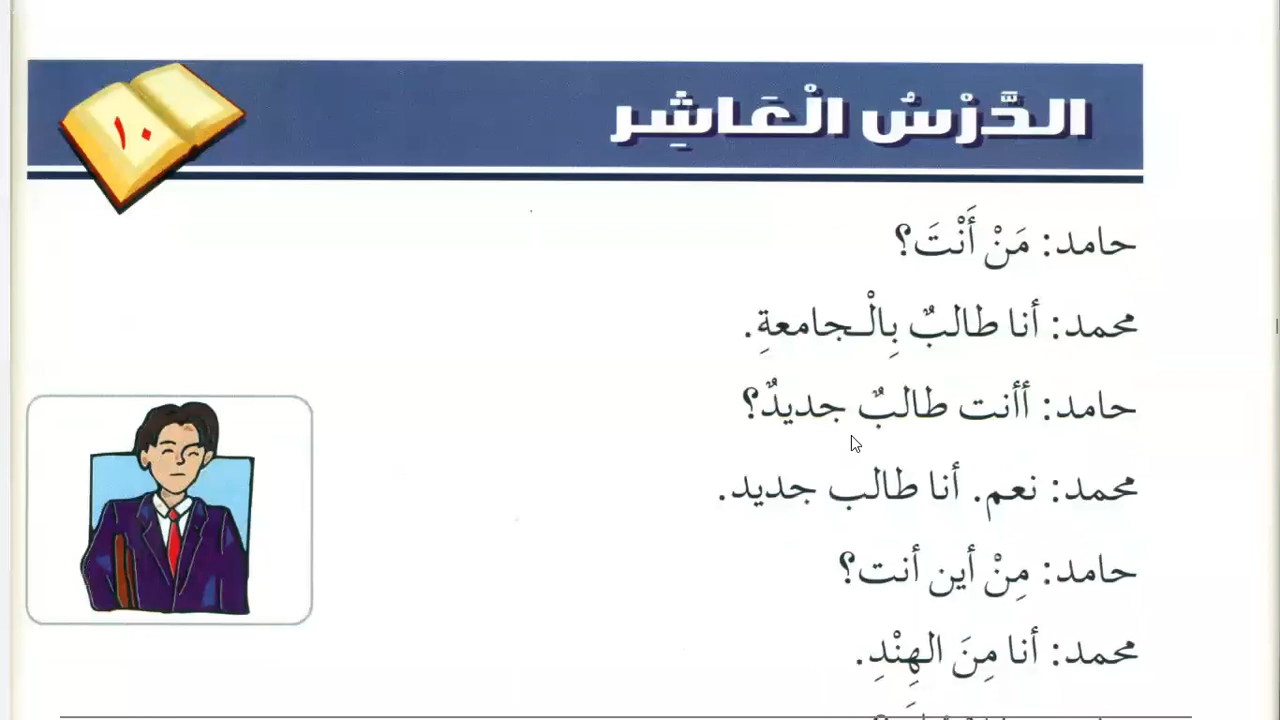 الدَّرْسُ الْعَاشِر
١٠
حامد: مَنْ أَنْتَ؟
محمد: أنا طالبٌ بِالْـجامعةِ.
حامد: أأنت طالبٌ جديدٌ؟
محمد: نعم. أنا طالب جديد.
حامد: مِنْ أين أنت؟
محمد: أنا مِنَ الهِنْدِ.